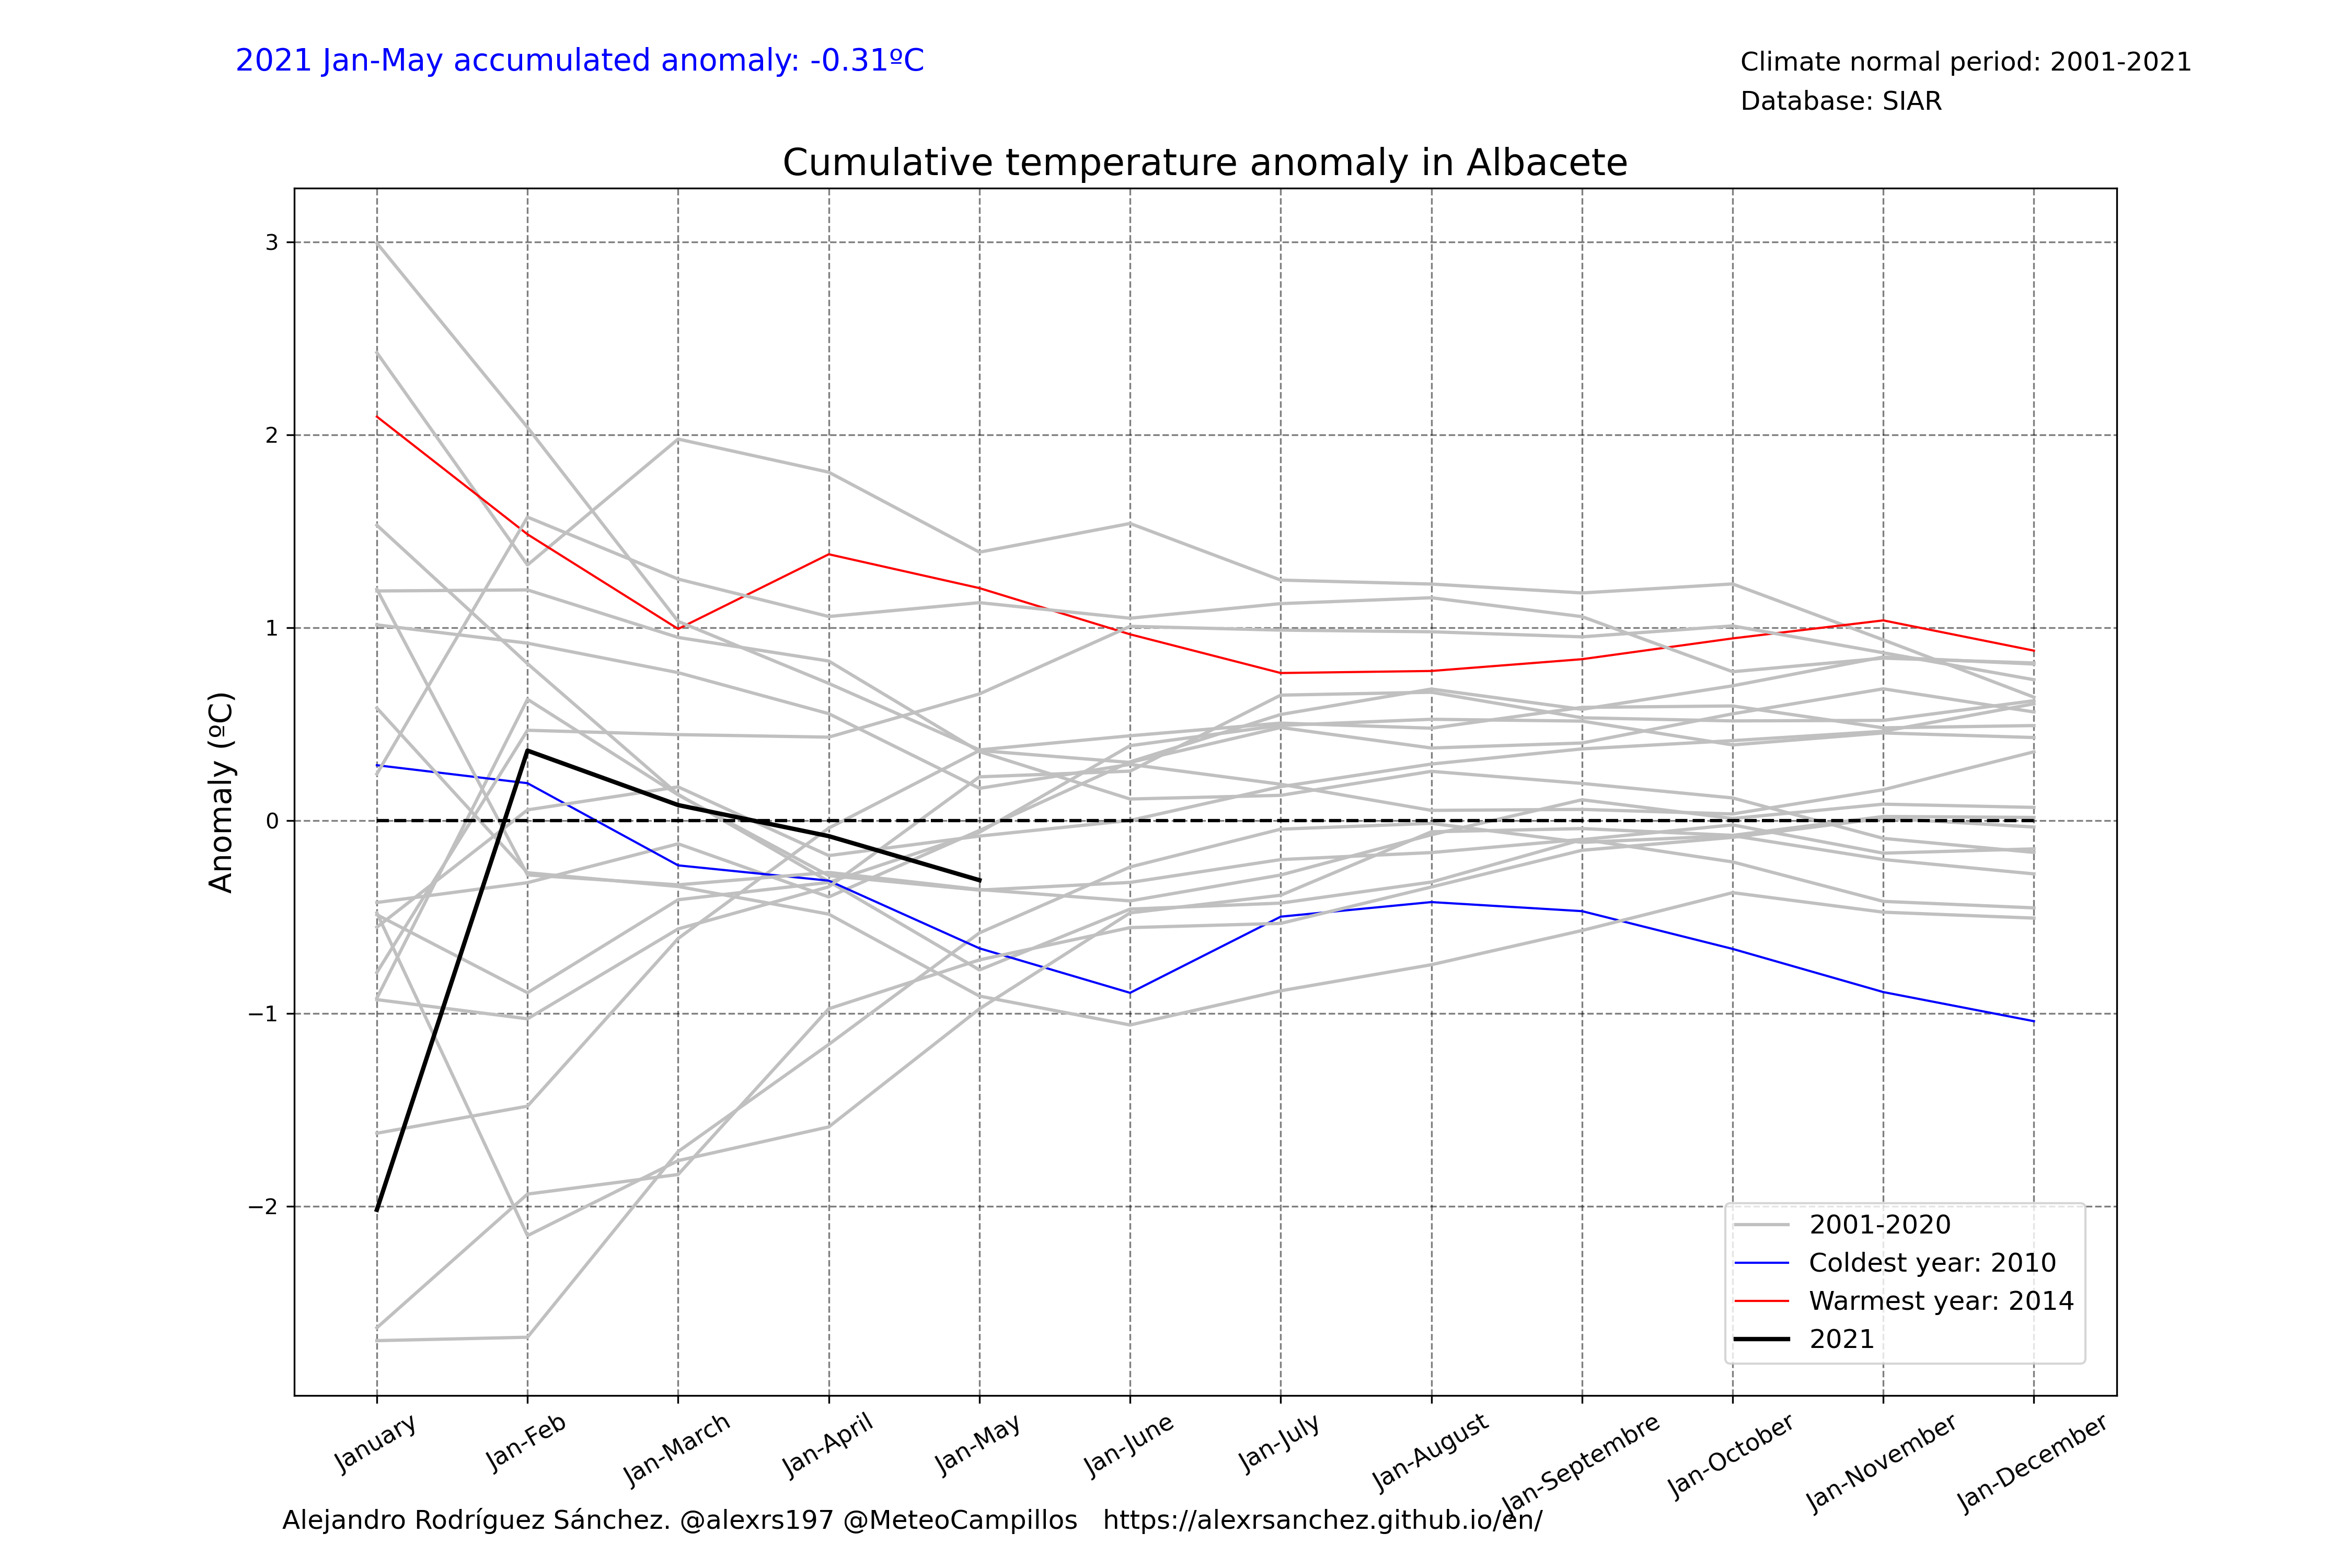 2021 Jan-May accumulated anomaly: -0.31ºC
Climate normal period: 2001-2021
Database: SIAR
Cumulative temperature anomaly in Albacete
Anomaly (ºC)
3
2
1
0
−1
−2
2001-2020
Coldest year: 2010
Warmest year: 2014
2021
January
Jan-Feb
Jan-March
Jan-April
Jan-May
Jan-June
Jan-July
Jan-August
Jan-Septembre
Jan-October
Jan-November
Jan-December
Alejandro Rodríguez Sánchez. @alexrs197 @MeteoCampillos https://alexrsanchez.github.io/en/